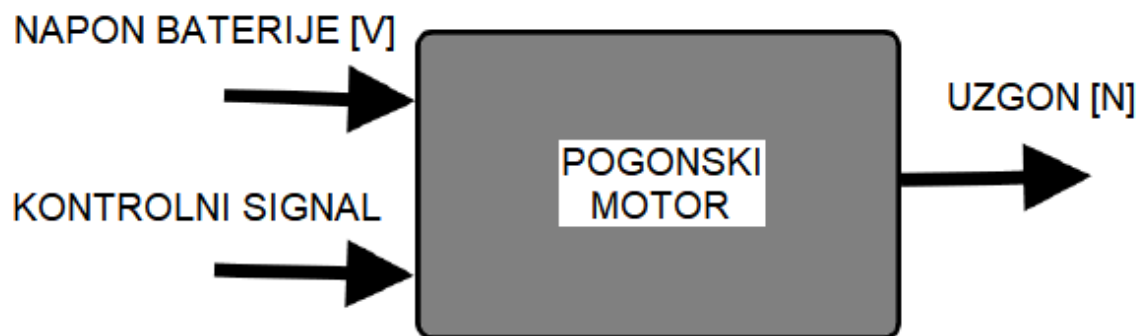 NAPON BATERIJE [V]
UZGON [N]
POGONSKI
MOTOR
KONTROLNI SIGNAL